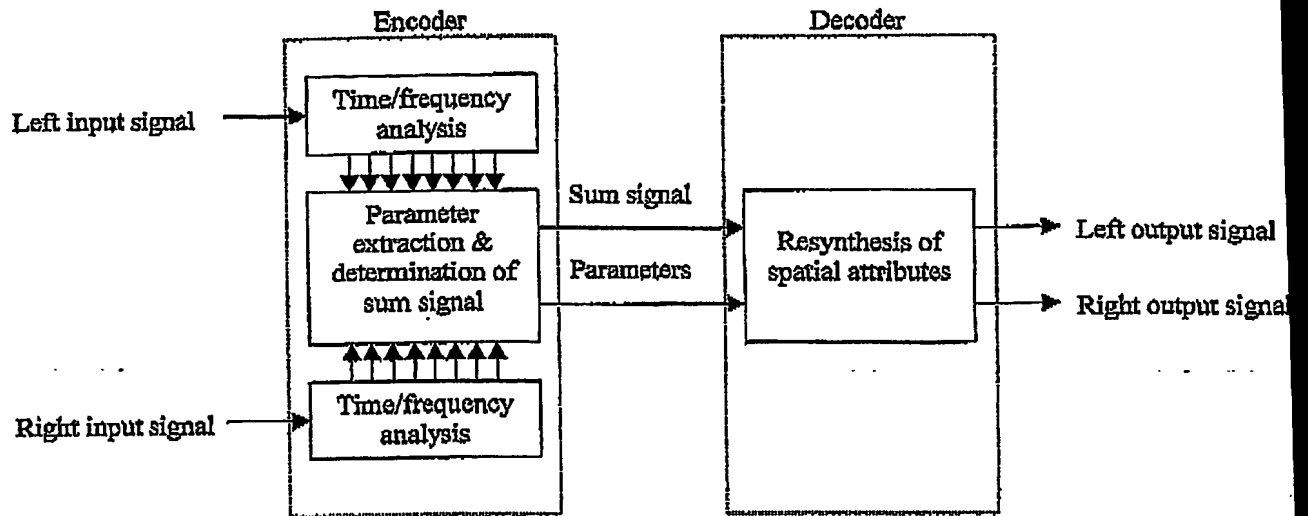 Encoder
Decoder
Time/frequency
analysis
Left input signal
Parameter
extraction &
determination of
sum signal
Sum signal
Parameters
Resynthesis of
spatial attributes
Left output signal
Right output signal
Time/frequency
analysis
Right input signal